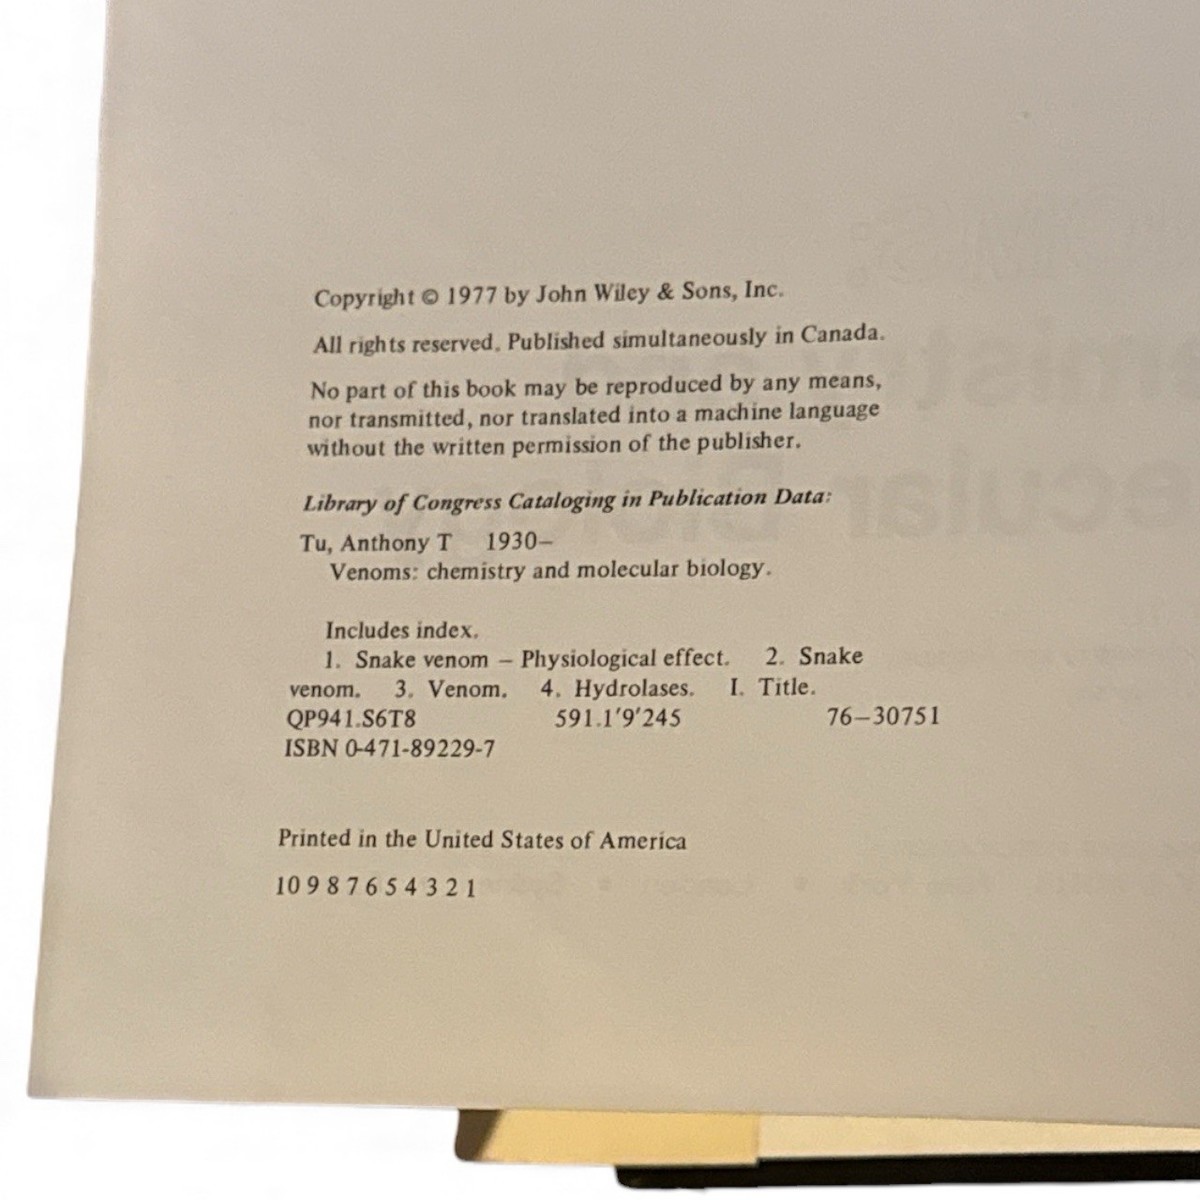 Copyright © 1977 by John Wiley & Sons, Inc.
All rights reserved. Published simultaneously in Canada.
No part of this book may be reproduced by any means,
nor transmitted, nor translated into a machine language
without the written permission of the publisher.
Library of Congress Cataloging in Publication Data:
Tu, Anthony T 1930–
Venoms: chemistry and molecular biology.
Includes index.
1. Snake venom – Physiological effect. 2. Snake
venom. 3. Venom. 4. Hydrolases. I. Title.
QP941.S6T8 591.1′9′245 76–30751
ISBN 0-471-89229-7
Printed in the United States of America
10 9 8 7 6 5 4 3 2 1